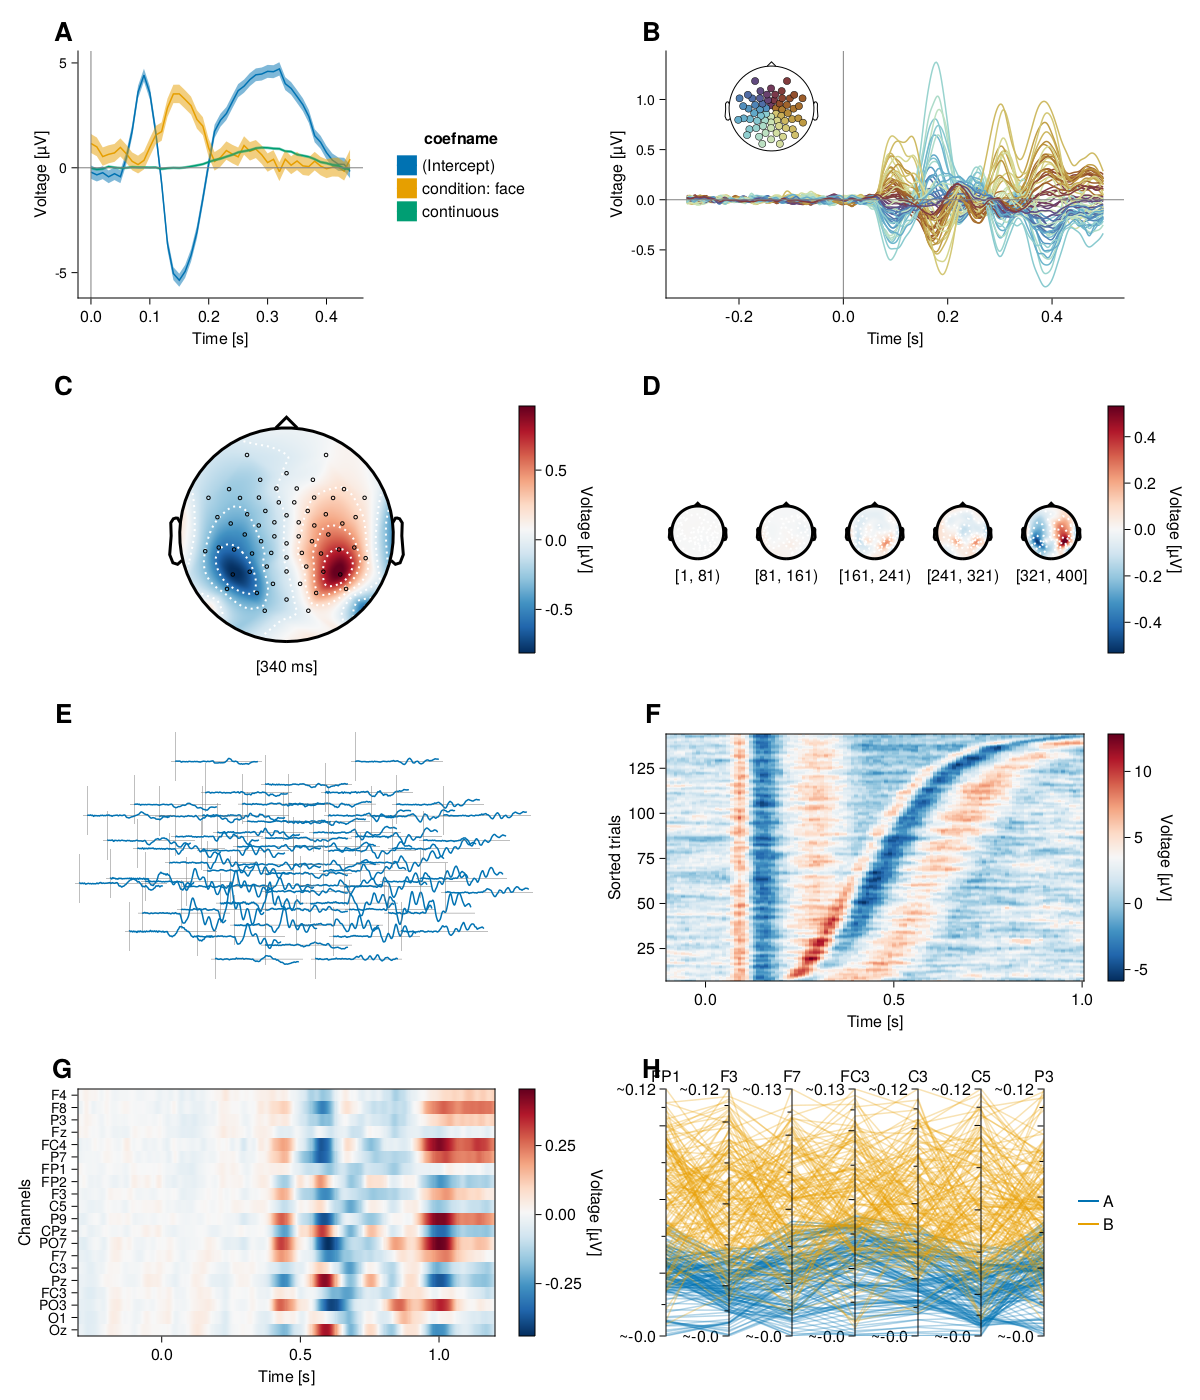 A
5
0
-5
Voltage [µV]
0.0 0.1 0.2 0.3 0.4
Time [s]
coefname
(Intercept)
condition: face
continuous
B
1.0
0.5
0.0
-0.5
Voltage [µV]
-0.2 0.0 0.2 0.4
Time [s]
C
0.5
0.0
-0.5
Voltage [µV]
[340 ms]
D
[1, 81) [81, 161) [161, 241) [241, 321) [321, 400]
0.4
0.2
0.0
-0.2
-0.4
Voltage [µV]
E
F
125
100
75
50
25
Sorted trials
0.0 0.5 1.0
Time [s]
10
5
0
-5
Voltage [µV]
G
F4
F8
P3
Fz
FC4
P7
FP1
FP2
F3
C5
P9
CPz
PO7
F7
C3
Pz
FC3
PO3
O1
Oz
Channels
0.0 0.5 1.0
Time [s]
0.25
0.00
-0.25
Voltage [µV]
H
FP1 F3 F7 FC3 C3 C5 P3
~0.12 ~0.12 ~0.13 ~0.13 ~0.12 ~0.12 ~0.12
~-0.0 ~-0.0 ~-0.0 ~-0.0 ~-0.0 ~-0.0 ~-0.0
A
B